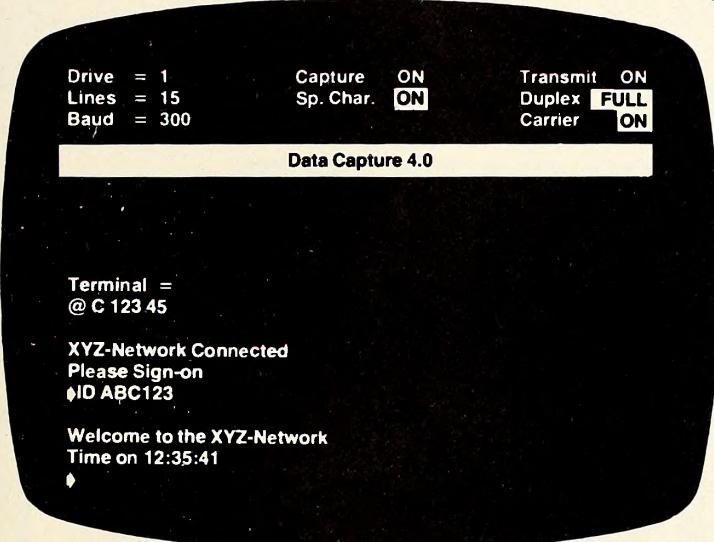 Drive = 1 Capture ON Transmit ON
Lines = 15 Sp. Char. ON Duplex FULL
Baud = 300 Carrier ON
Data Capture 4.0
Terminal =
@ C 123 45
XYZ-Network Connected
Please Sign-on
♦ID ABC123
Welcome to the XYZ-Network
Time on 12:35:41
♦